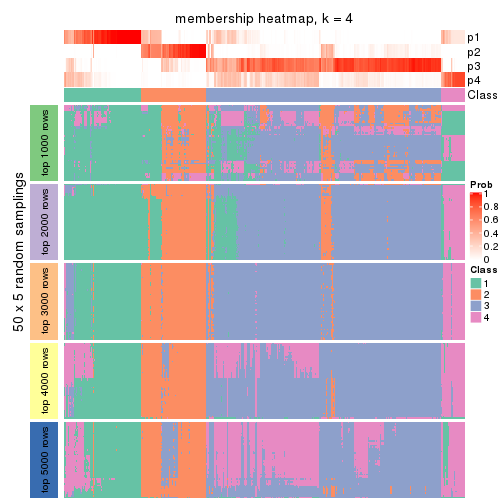 membership heatmap, k = 4
p1
p2
p3
p4
Class
50 x 5 random samplings
top 1000 rows
top 2000 rows
top 3000 rows
top 4000 rows
top 5000 rows
Prob
1
0.8
0.6
0.4
0.2
0
Class
1
2
3
4